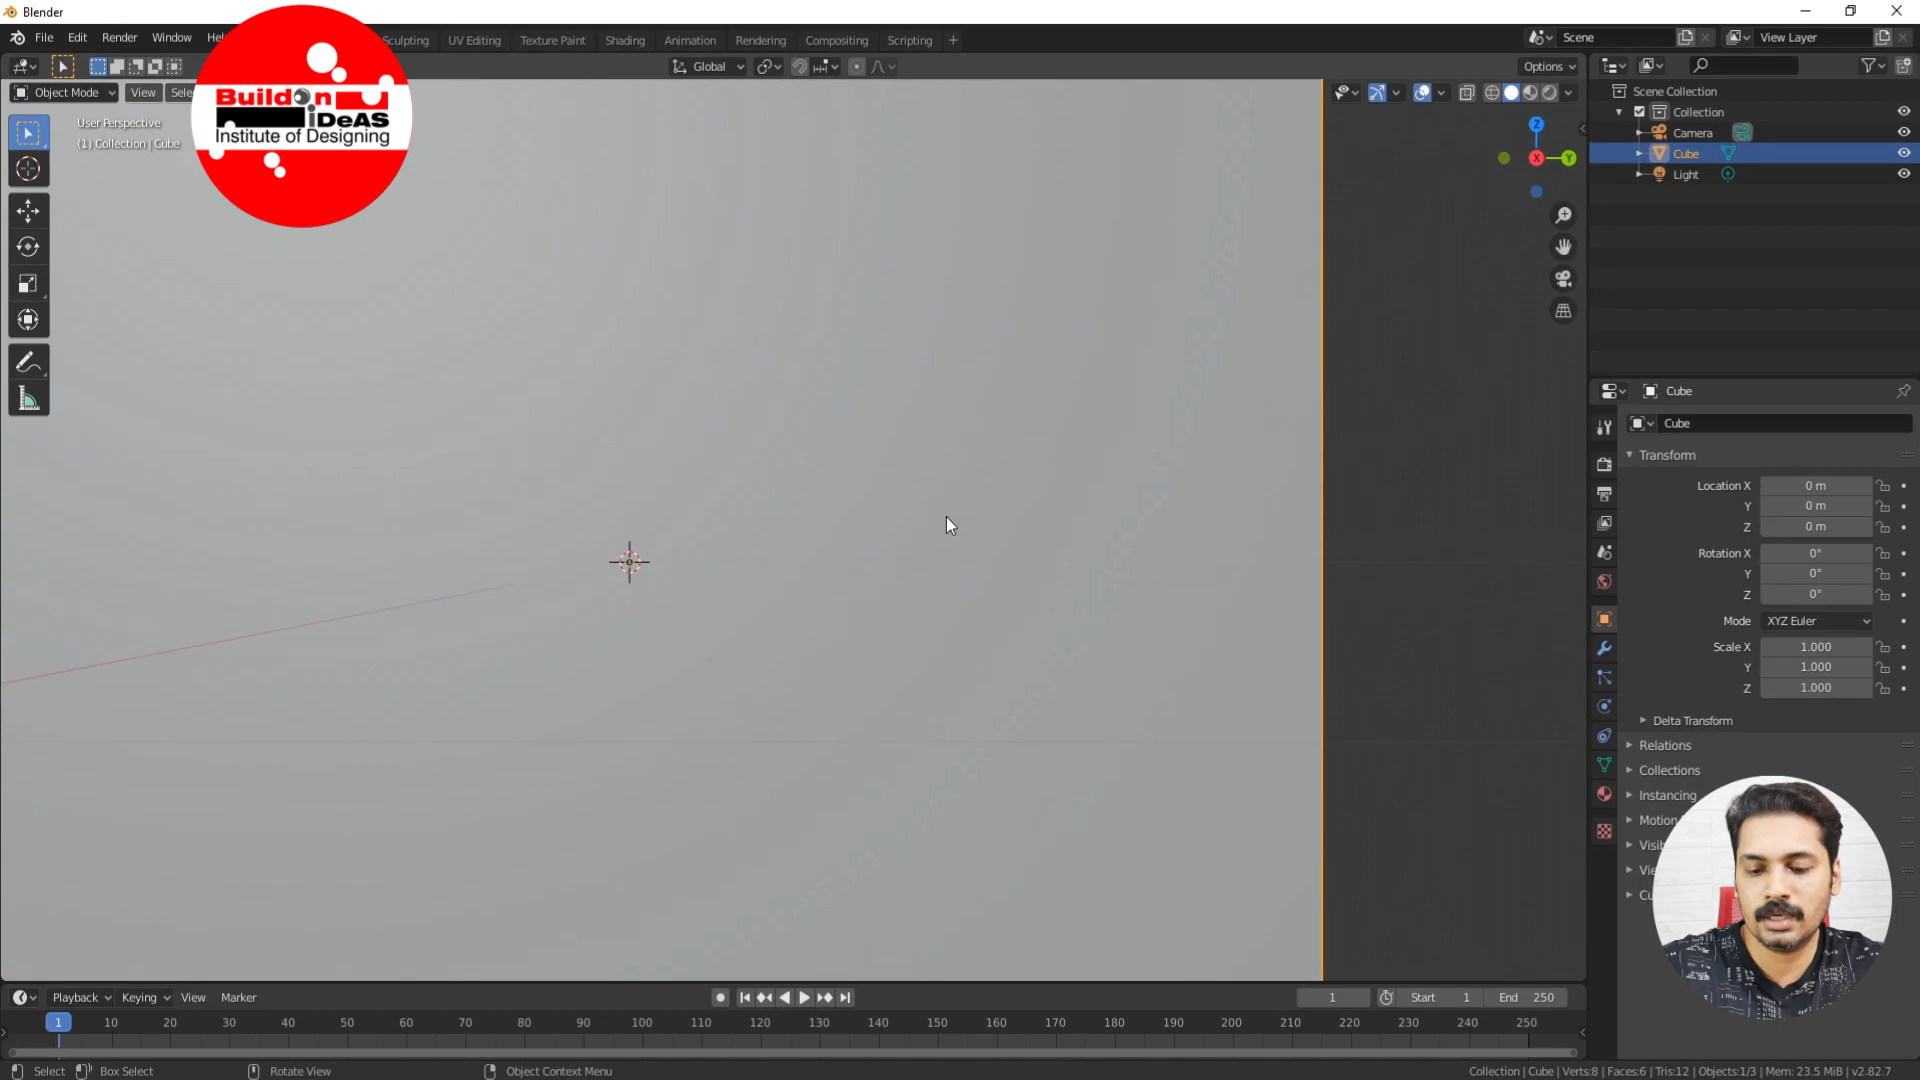 Blender
File Edit Render Window
Sculpting UV Editing Texture Paint Shading Animation Rendering Compositing Scripting +
Scene
View Layer
Global
Options
Object Mode
View
User Perspective
(1) Collection | Cube
Build on
iDeAS
Institute of Designing
Z
X
Y
Scene Collection
Collection
Camera
Cube
Light
Cube
Cube
Transform
Location X 0 m
Y 0 m
Z 0 m
Rotation X 0°
Y 0°
Z 0°
Mode XYZ Euler
Scale X 1.000
Y 1.000
Z 1.000
Delta Transform
Relations
Collections
Instancing
Playback Keying View Marker
1
Start 1
End 250
1 10 20 30 40 50 60 70 80 90 100 110 120 130 140 150 160 170 180 190 200 210 220 230 240 250
Select Box Select Rotate View Object Context Menu
Collection | Cube | Verts:8 | Faces:6 | Tris:12 | Objects:1/3 | Mem: 23.5 MiB | v2.82.7